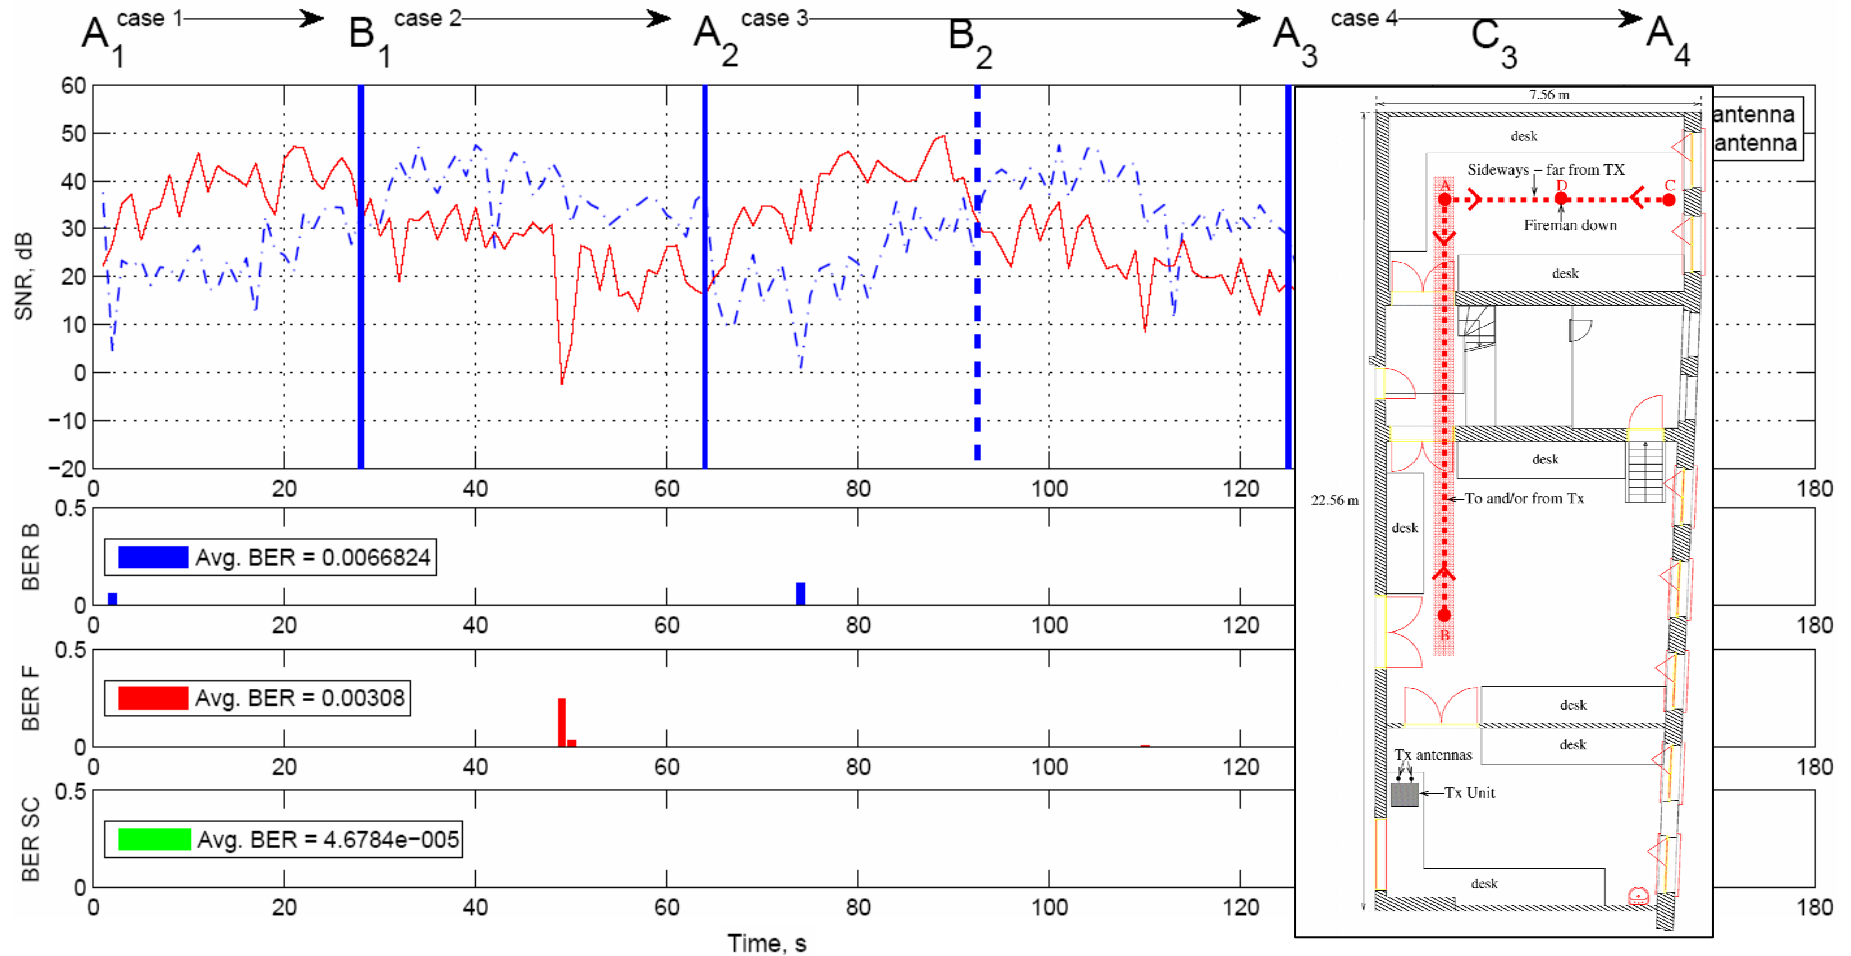 case 1 case 2 case 3 case 4
A1 B1 A2 B2 A3 C3 A4
60
50
40
30
20
10
0
−10
−20
SNR, dB
0 20 40 60 80 100 120 180
antenna
antenna
0.5
0
BER B
Avg. BER = 0.0066824
0 20 40 60 80 100 120 180
0.5
0
BER F
Avg. BER = 0.00308
0 20 40 60 80 100 120 180
0.5
0
BER SC
Avg. BER = 4.6784e−005
0 20 40 60 80 100 120 180
Time, s
7.56 m
desk
Sideways – far from TX
A D C
Fireman down
desk
desk
22.56 m
To and/or from Tx
desk
B
desk
desk
Tx antennas
Tx Unit
desk